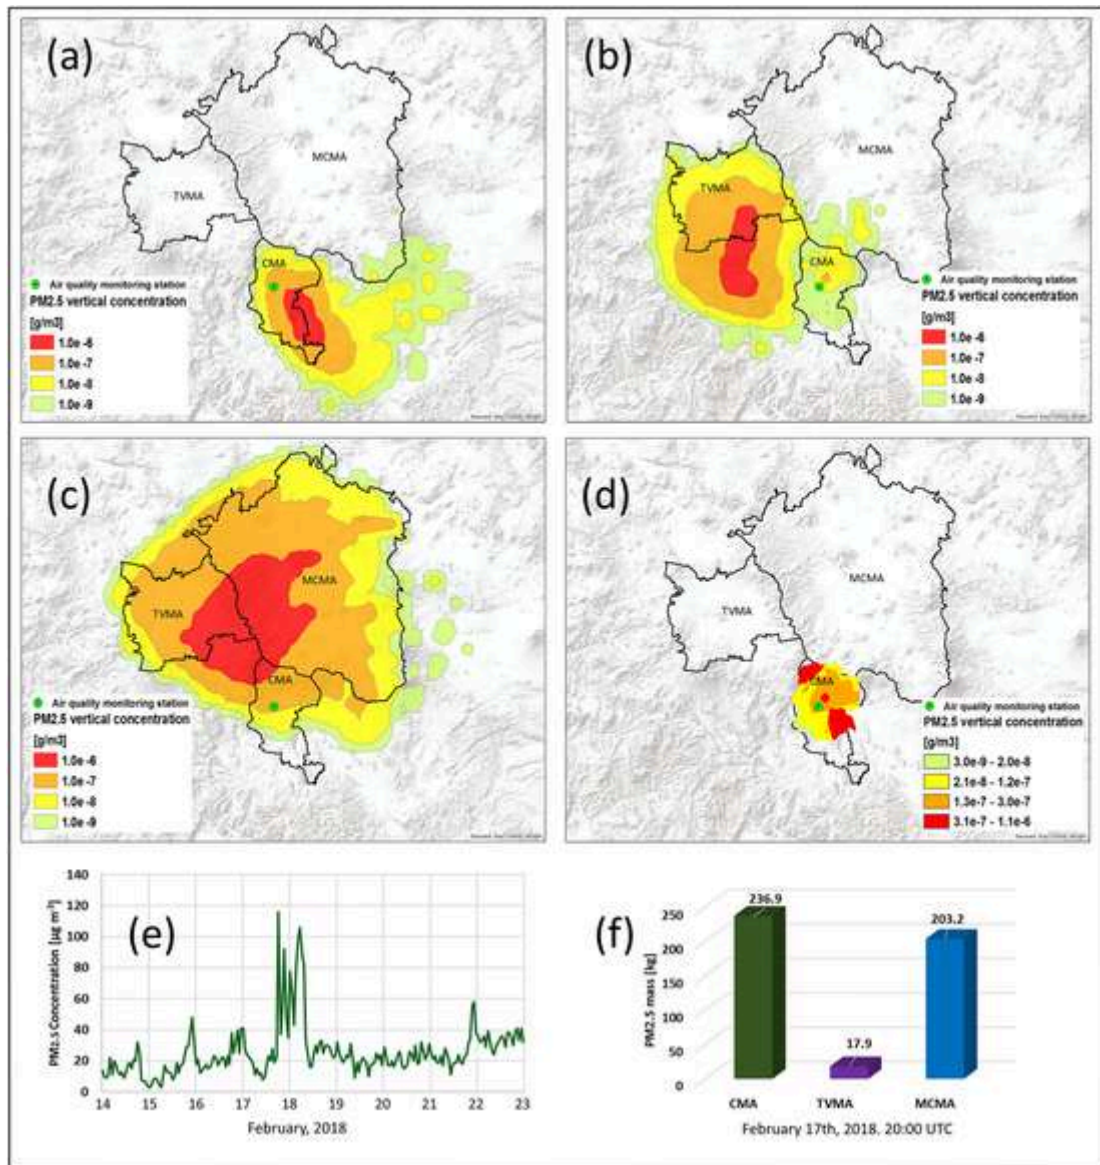 (a)
MCMA
TVMA
CMA
Air quality monitoring station
PM2.5 vertical concentration
[g/m3]
1.0e -6
1.0e -7
1.0e -8
1.0e -9
(b)
MCMA
TVMA
CMA
Air quality monitoring station
PM2.5 vertical concentration
[g/m3]
1.0e -6
1.0e -7
1.0e -8
1.0e -9
(c)
MCMA
TVMA
CMA
Air quality monitoring station
PM2.5 vertical concentration
[g/m3]
1.0e -6
1.0e -7
1.0e -8
1.0e -9
(d)
MCMA
TVMA
CMA
Air quality monitoring station
PM2.5 vertical concentration
[g/m3]
3.0e-9 - 2.0e-8
2.1e-8 - 1.2e-7
1.3e-7 - 3.0e-7
3.1e-7 - 1.1e-6
(e)
PM2.5 Concentration [µg m-3]
140
120
100
80
60
40
20
0
14 15 16 17 18 19 20 21 22 23
February, 2018
(f)
PM2.5 mass [kg]
250
200
150
100
50
0
236.9
17.9
203.2
CMA TVMA MCMA
February 17th, 2018. 20:00 UTC